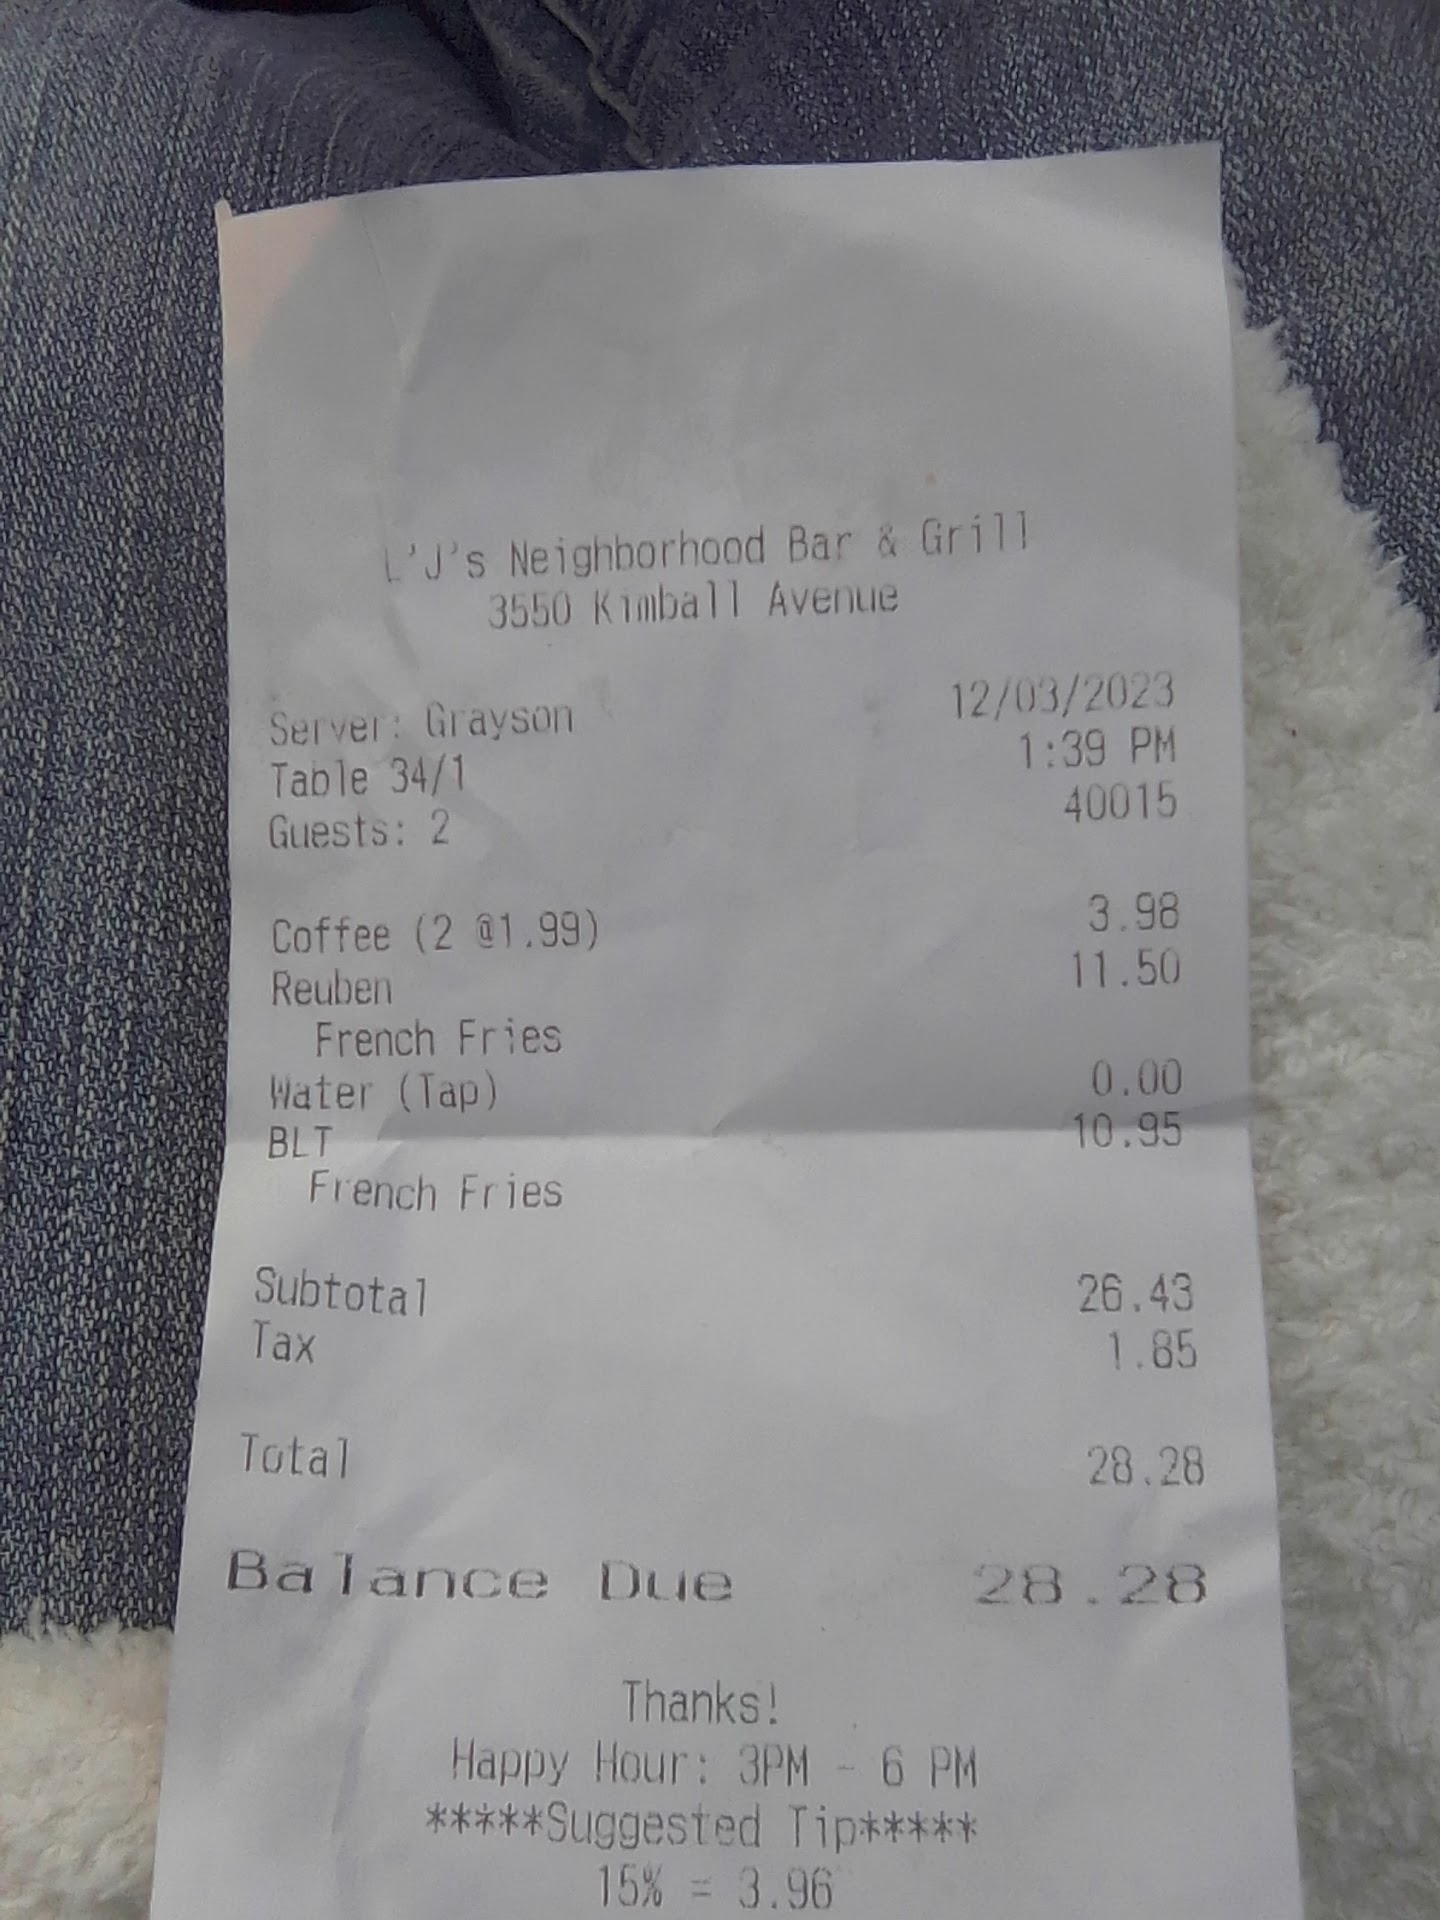 L'J's Neighborhood Bar & Grill
3550 Kimball Avenue
Server: Grayson 12/03/2023
Table 34/1 1:39 PM
Guests: 2 40015
Coffee (2 @1.99) 3.98
Reuben 11.50
French Fries
Water (Tap) 0.00
BLT 10.95
French Fries
Subtotal 26.43
Tax 1.85
Total 28.28
Balance Due 28.28
Thanks!
Happy Hour: 3PM - 6 PM
*****Suggested Tip*****
15% = 3.96